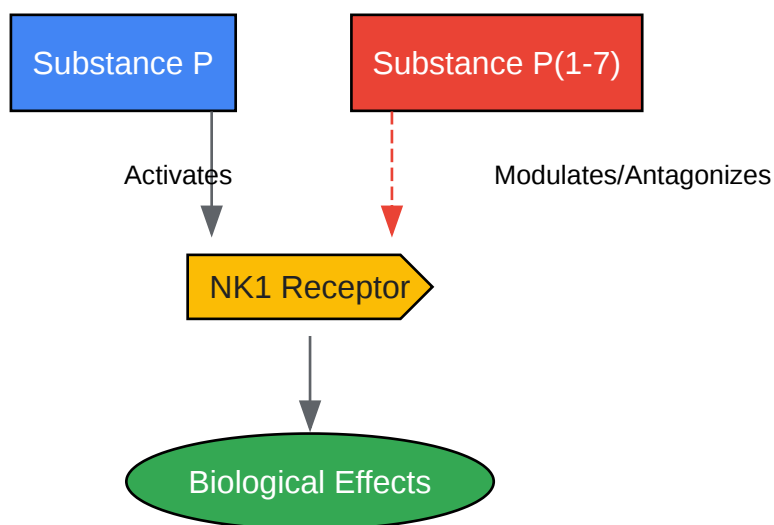 Substance P
Substance P(1-7)
Activates
Modulates/Antagonizes
NK1 Receptor
Biological Effects